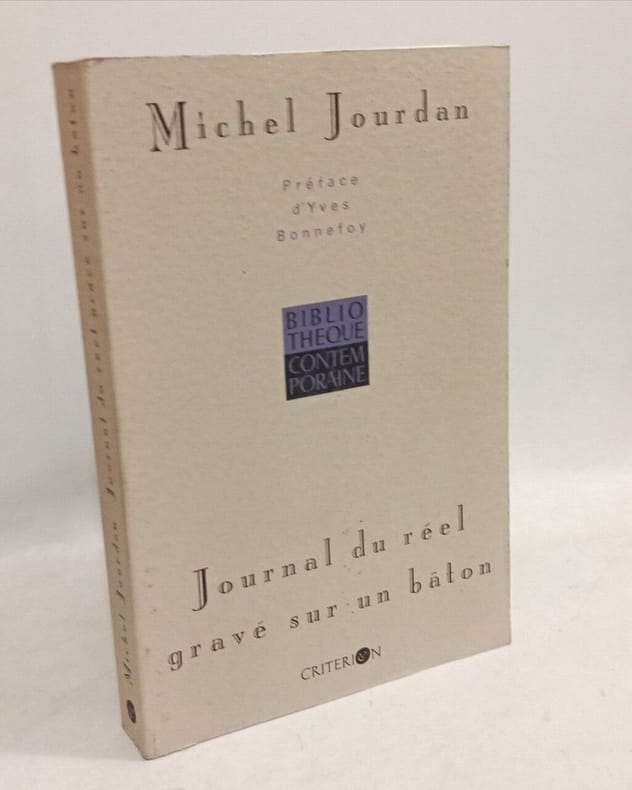 Michel Jourdan
Préface
d'Yves
Bonnefoy
BIBLIO
THEQUE
CONTEM
PORAINE
Journal du réel
gravé sur un bâton
CRITERION
Michel Jourdan Journal du réel gravé sur un bâton